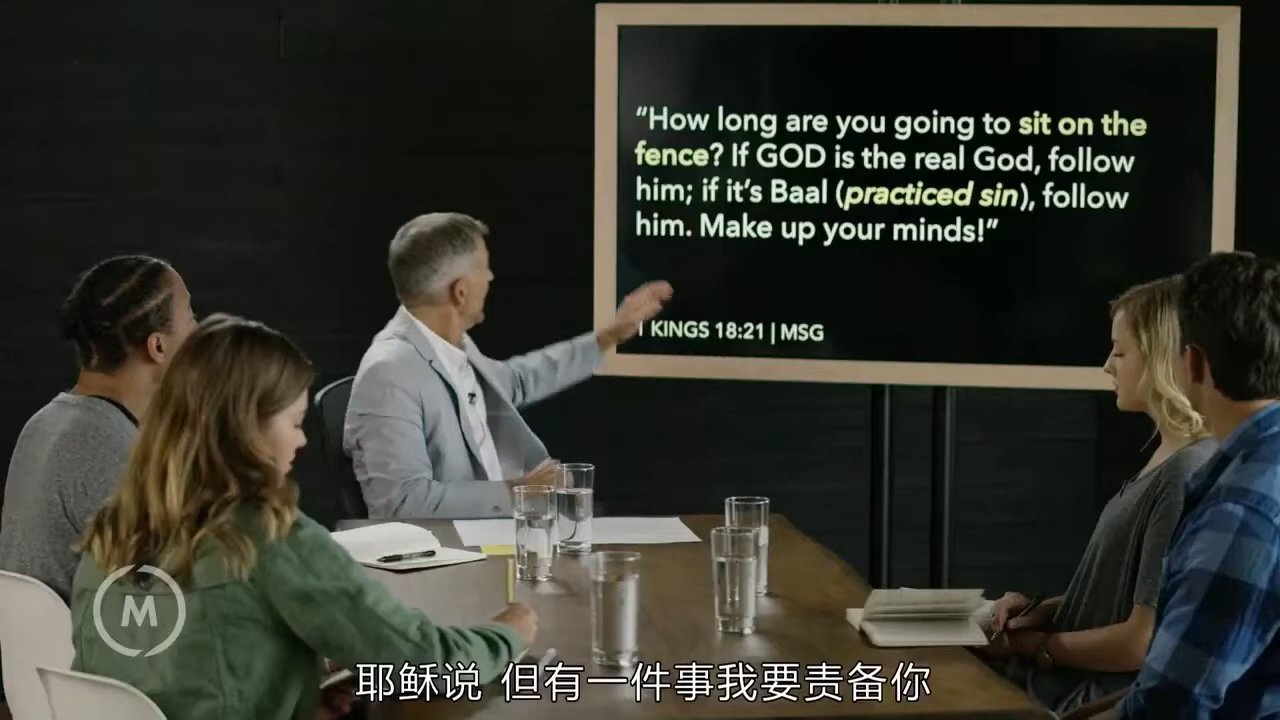 “How long are you going to sit on the
fence? If GOD is the real God, follow
him; if it’s Baal (practiced sin), follow
him. Make up your minds!”
1 KINGS 18:21 | MSG
M
耶稣说 但有一件事我要责备你